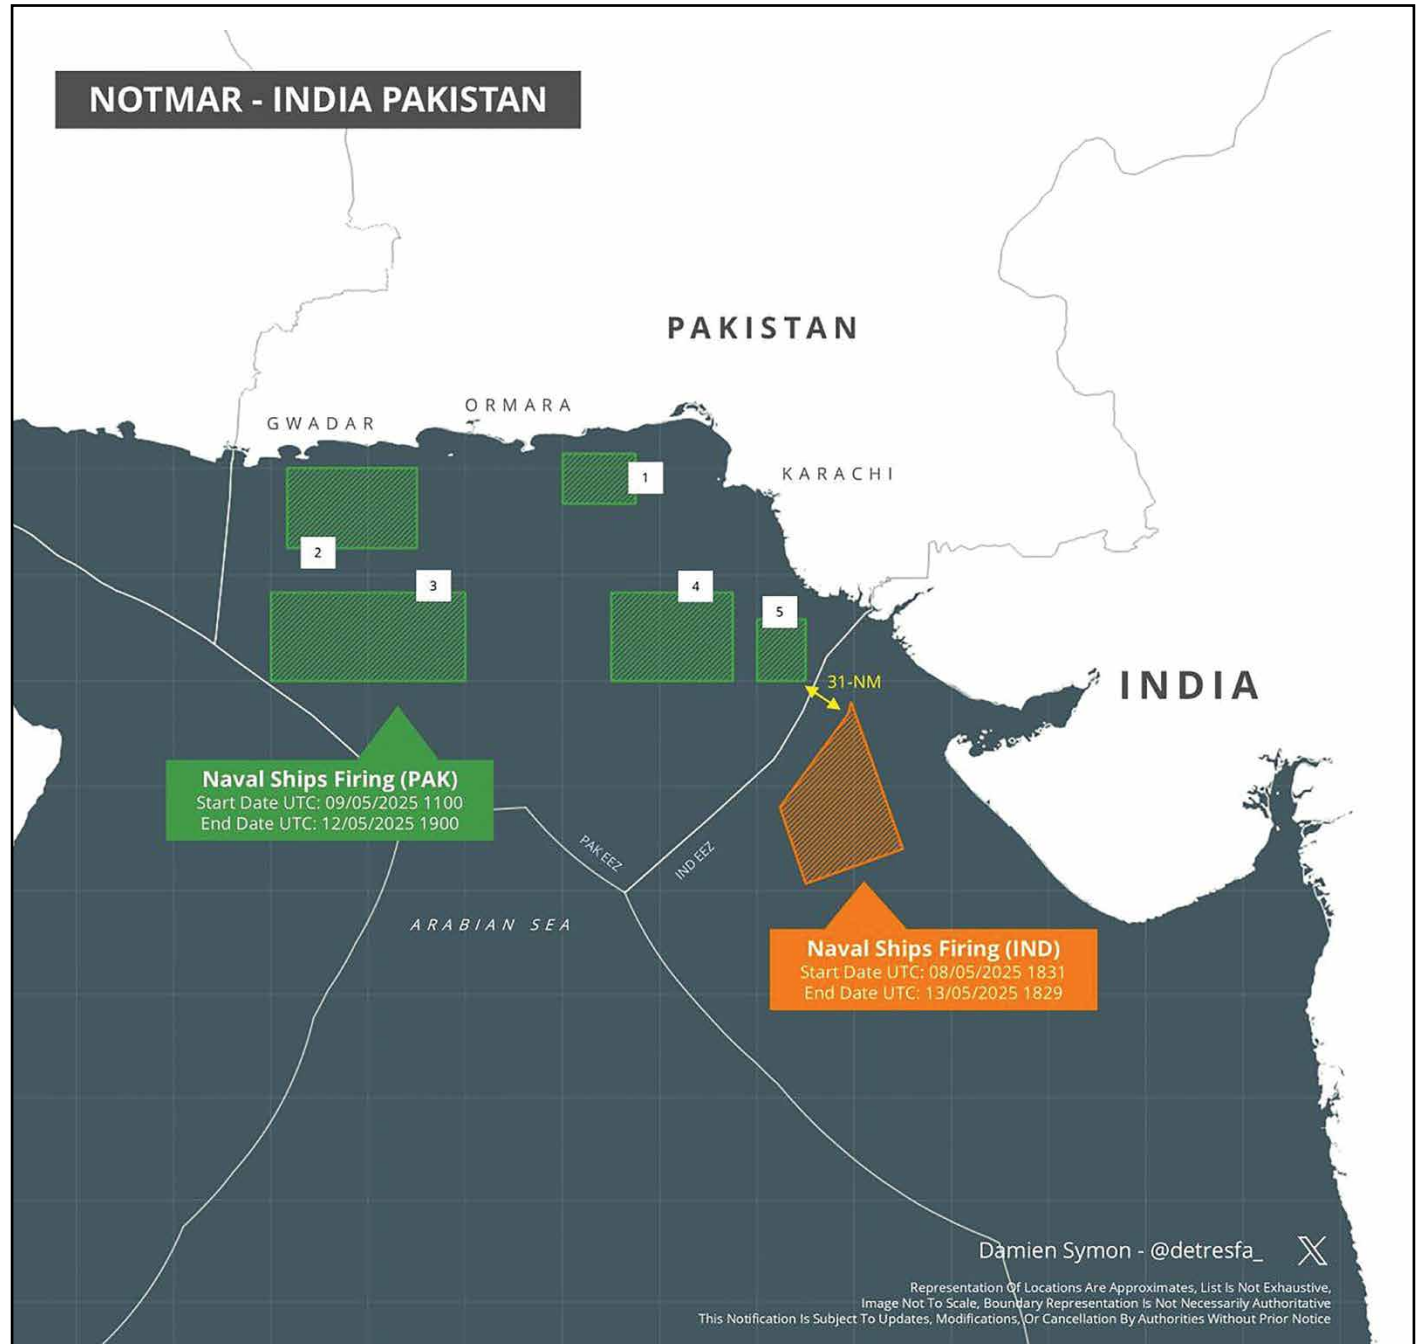 NOTMAR - INDIA PAKISTAN
PAKISTAN
ORMARA
GWADAR
KARACHI
1
2
3
4
5
31-NM
INDIA
Naval Ships Firing (PAK)
Start Date UTC: 09/05/2025 1100
End Date UTC: 12/05/2025 1900
PAK EEZ
IND EEZ
ARABIAN SEA
Naval Ships Firing (IND)
Start Date UTC: 08/05/2025 1831
End Date UTC: 13/05/2025 1829
Damien Symon - @detresfa_ X
Representation Of Locations Are Approximates, List Is Not Exhaustive,
Image Not To Scale, Boundary Representation Is Not Necessarily Authoritative
This Notification Is Subject To Updates, Modifications, Or Cancellation By Authorities Without Prior Notice